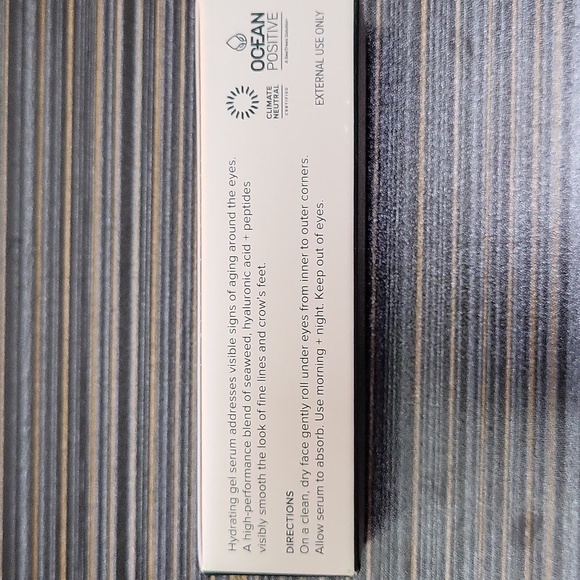 Hydrating gel serum addresses visible signs of aging around the eyes.
A high-performance blend of seaweed, hyaluronic acid + peptides
visibly smooth the look of fine lines and crow's feet.
DIRECTIONS
On a clean, dry face gently roll under eyes from inner to outer corners.
Allow serum to absorb. Use morning + night. Keep out of eyes.
CLIMATE
NEUTRAL
CERTIFIED
OCEAN
POSITIVE
EXTERNAL USE ONLY